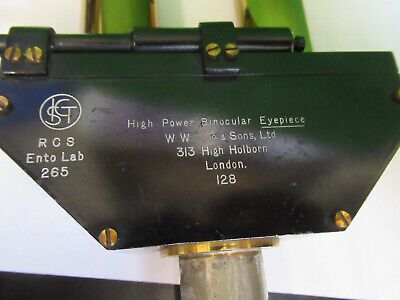 RCS
Ento Lab
265
High Power Binocular Eyepiece
W W & Sons, Ltd
313 High Holborn
London.
128